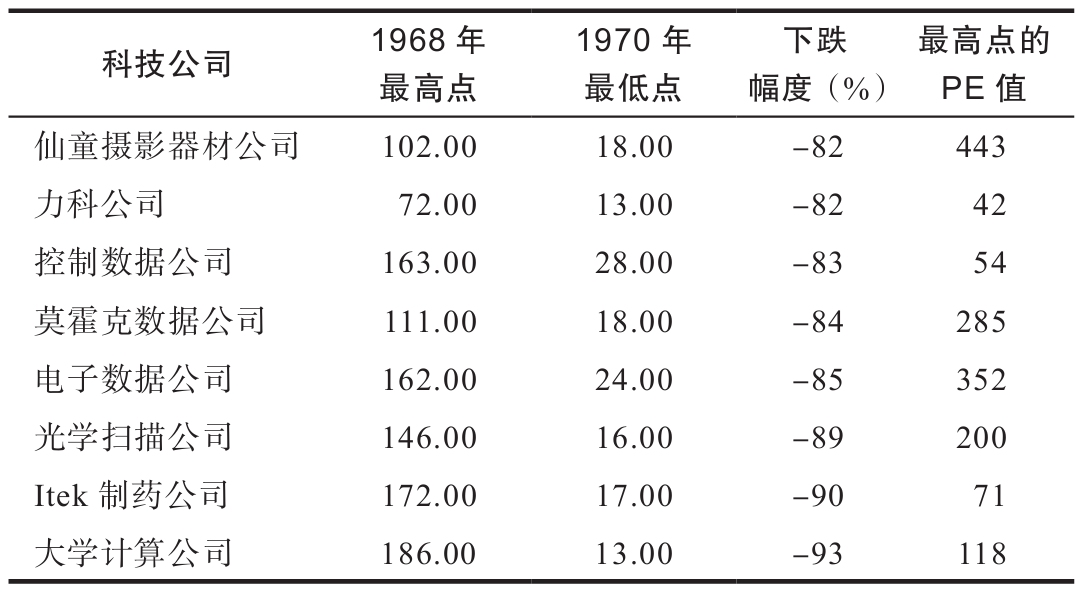 科技公司 1968 年最高点 1970 年最低点 下跌幅度（%） 最高点的 PE 值
仙童摄影器材公司 102.00 18.00 –82 443
力科公司 72.00 13.00 –82 42
控制数据公司 163.00 28.00 –83 54
莫霍克数据公司 111.00 18.00 –84 285
电子数据公司 162.00 24.00 –85 352
光学扫描公司 146.00 16.00 –89 200
Itek 制药公司 172.00 17.00 –90 71
大学计算公司 186.00 13.00 –93 118